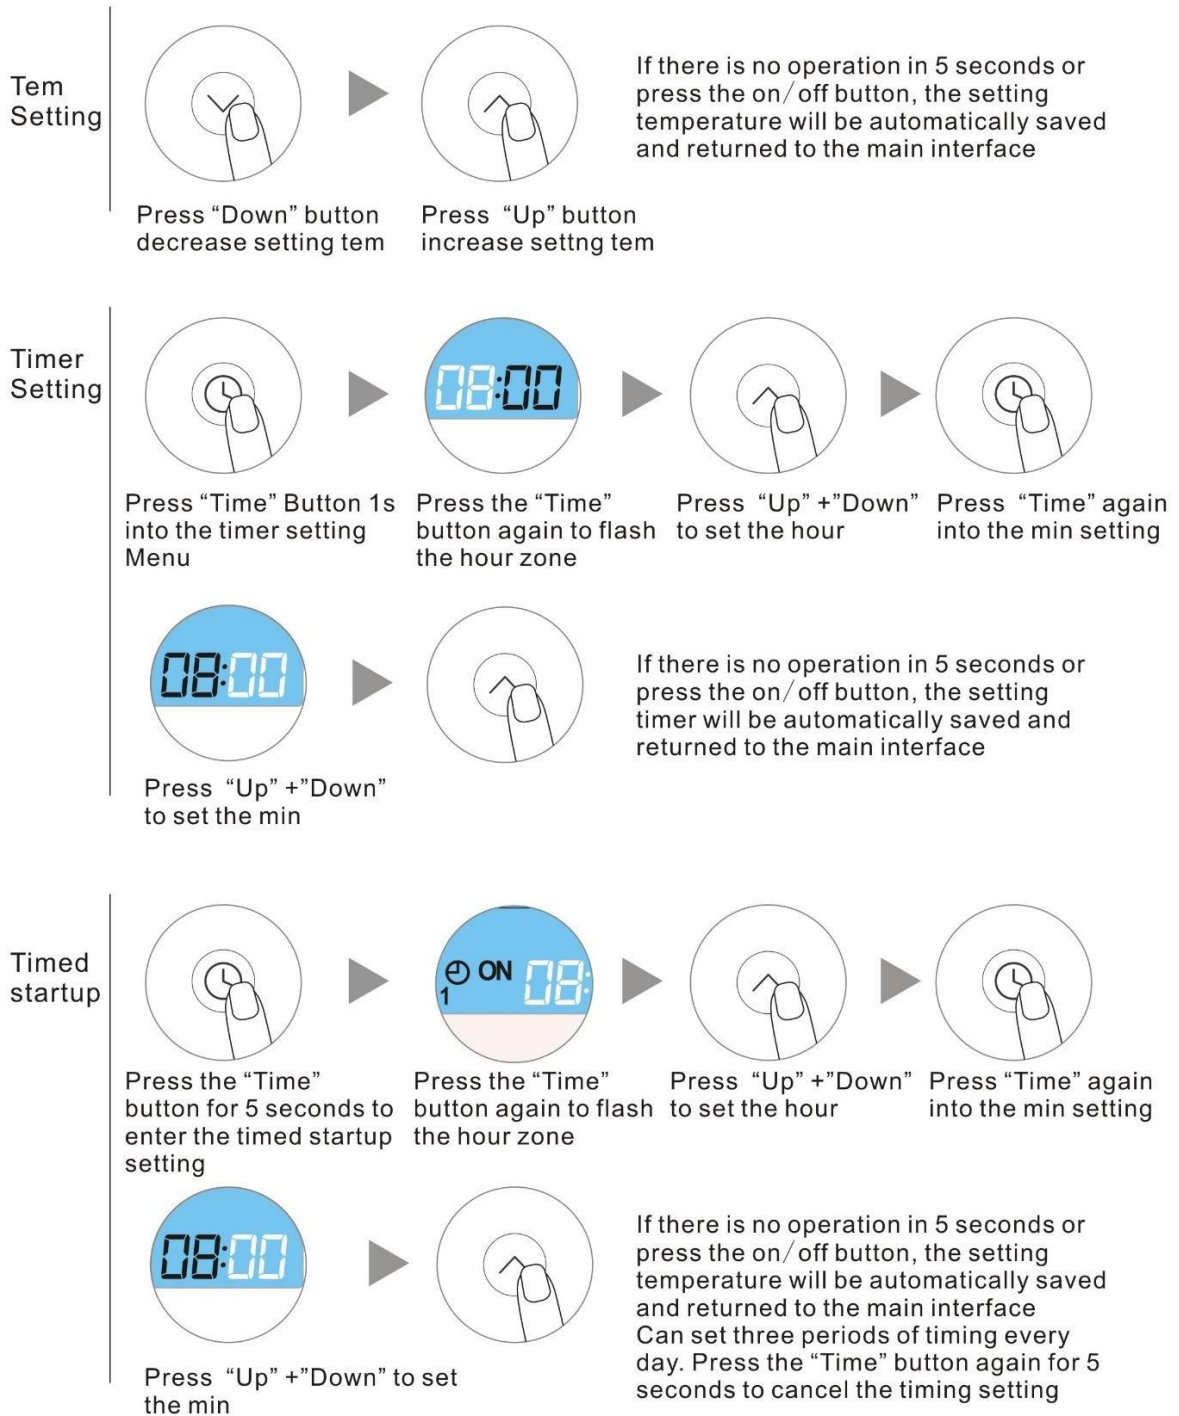 Tem
Setting
If there is no operation in 5 seconds or
press the on/off button, the setting
temperature will be automatically saved
and returned to the main interface
Press “Down” button
decrease setting tem
Press “Up” button
increase settng tem
Timer
Setting
08:00
Press “Time” Button 1s
into the timer setting
Menu
Press the “Time”
button again to flash
the hour zone
Press “Up” +”Down”
to set the hour
Press “Time” again
into the min setting
08:00
If there is no operation in 5 seconds or
press the on/off button, the setting
timer will be automatically saved and
returned to the main interface
Press “Up” +”Down”
to set the min
Timed
startup
1 ON 08:
Press the “Time”
button for 5 seconds to
enter the timed startup
setting
Press the “Time”
button again to flash
the hour zone
Press “Up” +”Down”
to set the hour
Press “Time” again
into the min setting
08:00
Press “Up” +”Down” to set
the min
If there is no operation in 5 seconds or
press the on/off button, the setting
temperature will be automatically saved
and returned to the main interface
Can set three periods of timing every
day. Press the “Time” button again for 5
seconds to cancel the timing setting